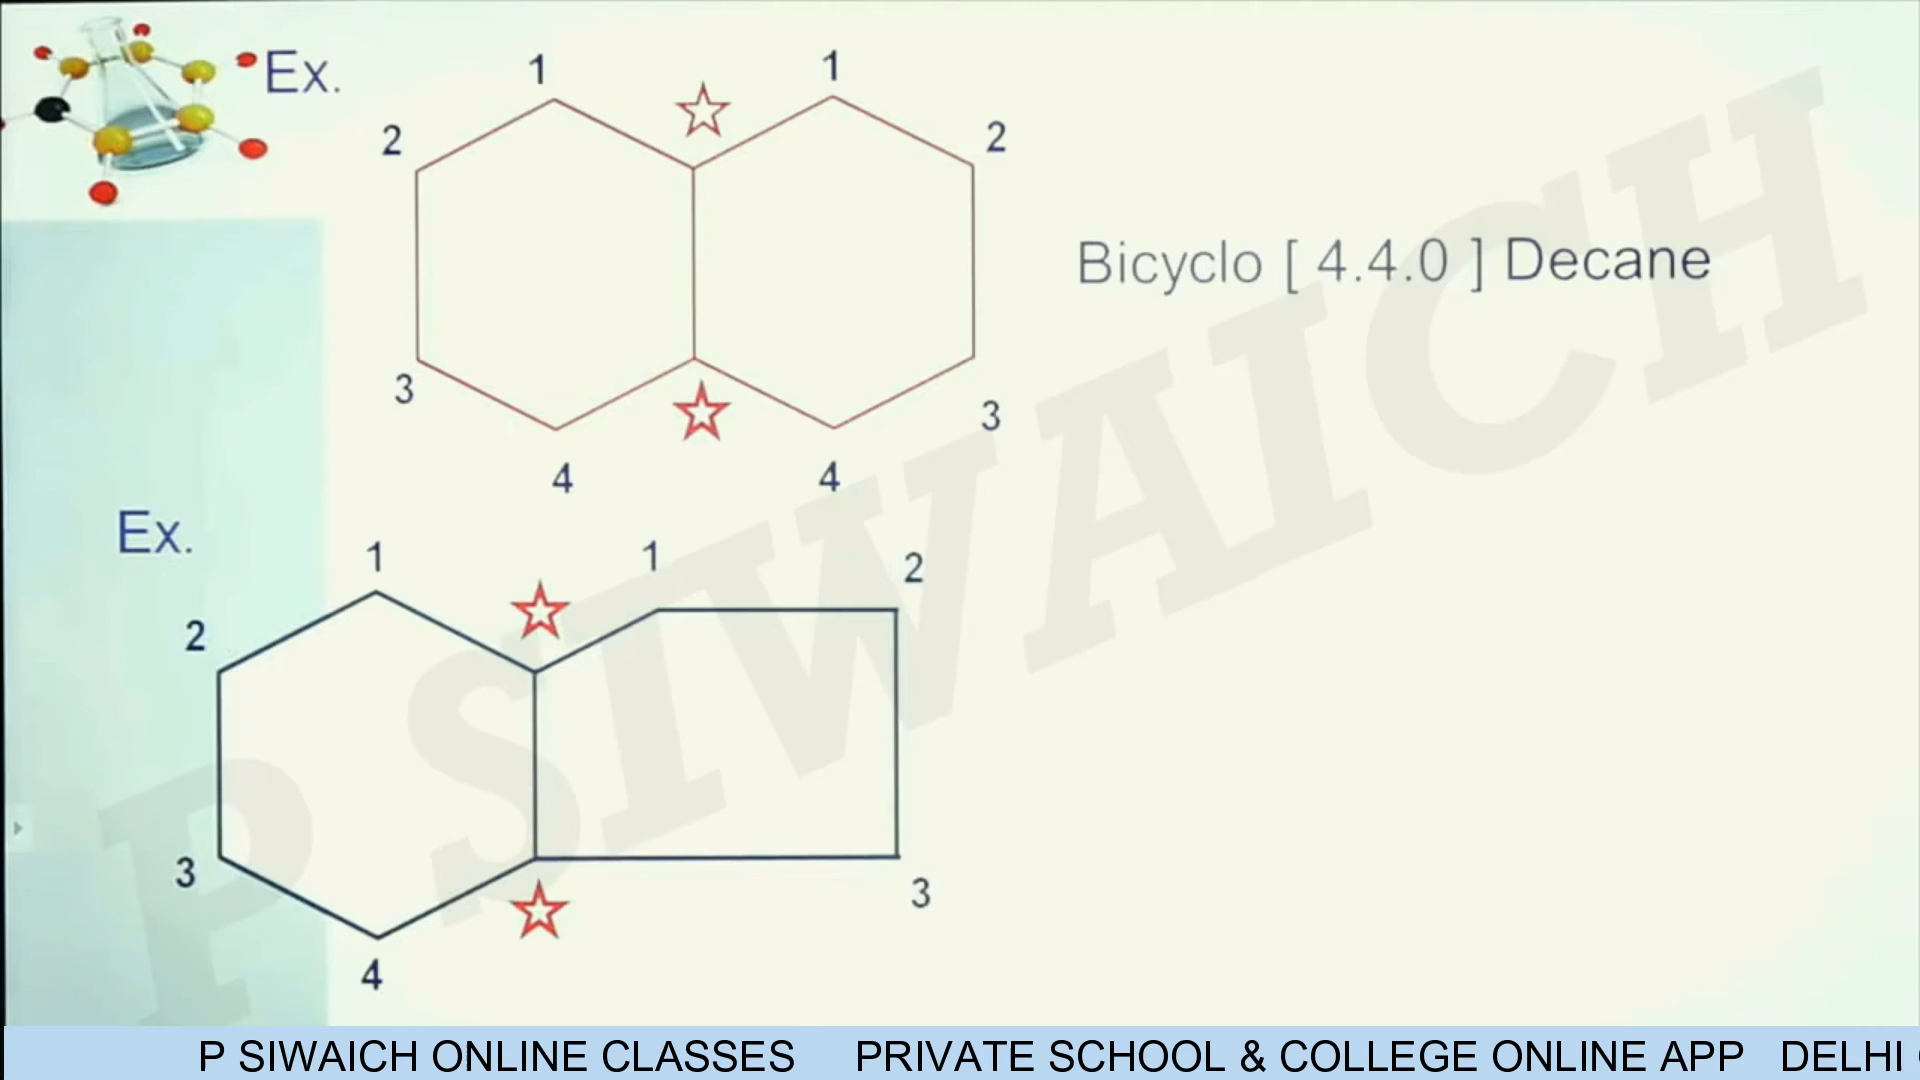 Ex.
1 1
2 2
Bicyclo [ 4.4.0 ] Decane
3 3
4 4
Ex.
1 1 2
2
3 3
4
P SIWAICH
P SIWAICH ONLINE CLASSES PRIVATE SCHOOL & COLLEGE ONLINE APP DELHI